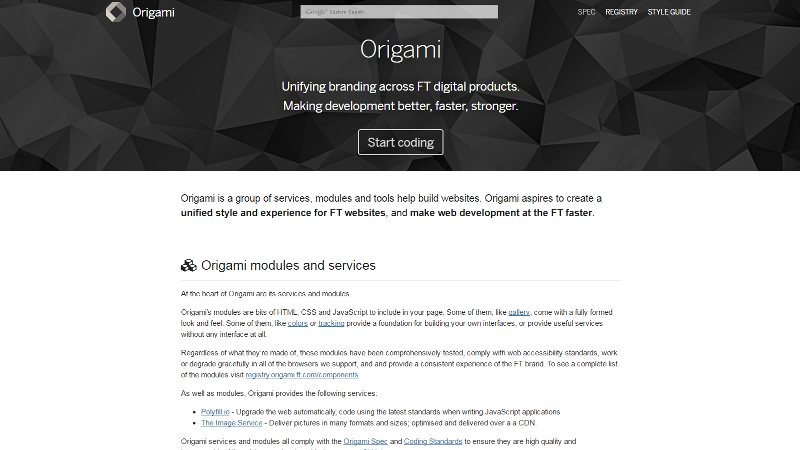 Origami
Google™ Custom Search
SPEC REGISTRY STYLE GUIDE
Origami
Unifying branding across FT digital products.
Making development better, faster, stronger.
Start coding
Origami is a group of services, modules and tools help build websites. Origami aspires to create a
unified style and experience for FT websites, and make web development at the FT faster.
Origami modules and services
At the heart of Origami are its services and modules
Origami's modules are bits of HTML, CSS and JavaScript to include in your page. Some of them, like gallery, come with a fully formed
look and feel. Some of them, like colors or tracking provide a foundation for building your own interfaces, or provide useful services
without any interface at all.
Regardless of what they're made of, these modules have been comprehensively tested, comply with web accessibility standards, work
or degrade gracefully in all of the browsers we support, and and provide a consistent experience of the FT brand. To see a complete list
of the modules visit registry.origami.ft.com/components.
As well as modules, Origami provides the following services:
• Polyfill.io - Upgrade the web automatically, code using the latest standards when writing JavaScript applications
• The Image Service - Deliver pictures in many formats and sizes; optimised and delivered over a a CDN
Origami services and modules all comply with the Origami Spec and Coding Standards to ensure they are high quality and